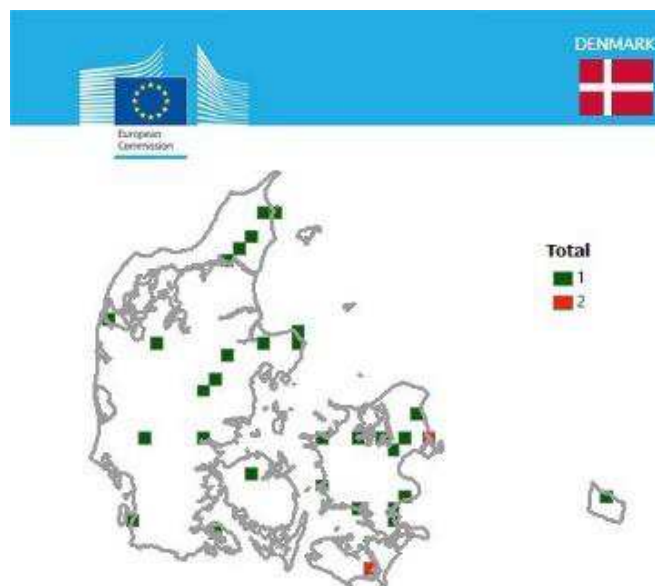 DENMARK
European
Commission
Total
1
2